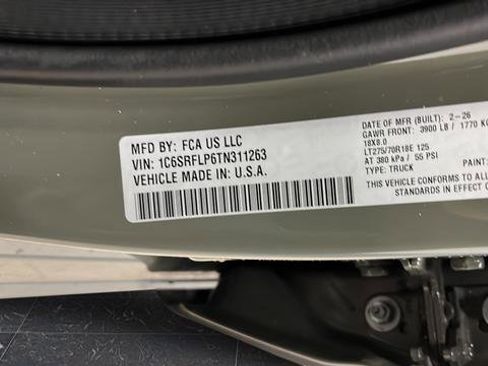 MFD BY: FCA US LLC
VIN: 1C6SRFLP6TN311263
VEHICLE MADE IN: U.S.A.
DATE OF MFR (BUILT): 2-26
GAWR FRONT: 3900 LB/ 1770 KG
18X8.0
LT275/70R18E 125
AT 380 kPa/ 55 PSI
TYPE: TRUCK
THIS VEHICLE CONFORMS TO ALL
STANDARDS IN EFFECT